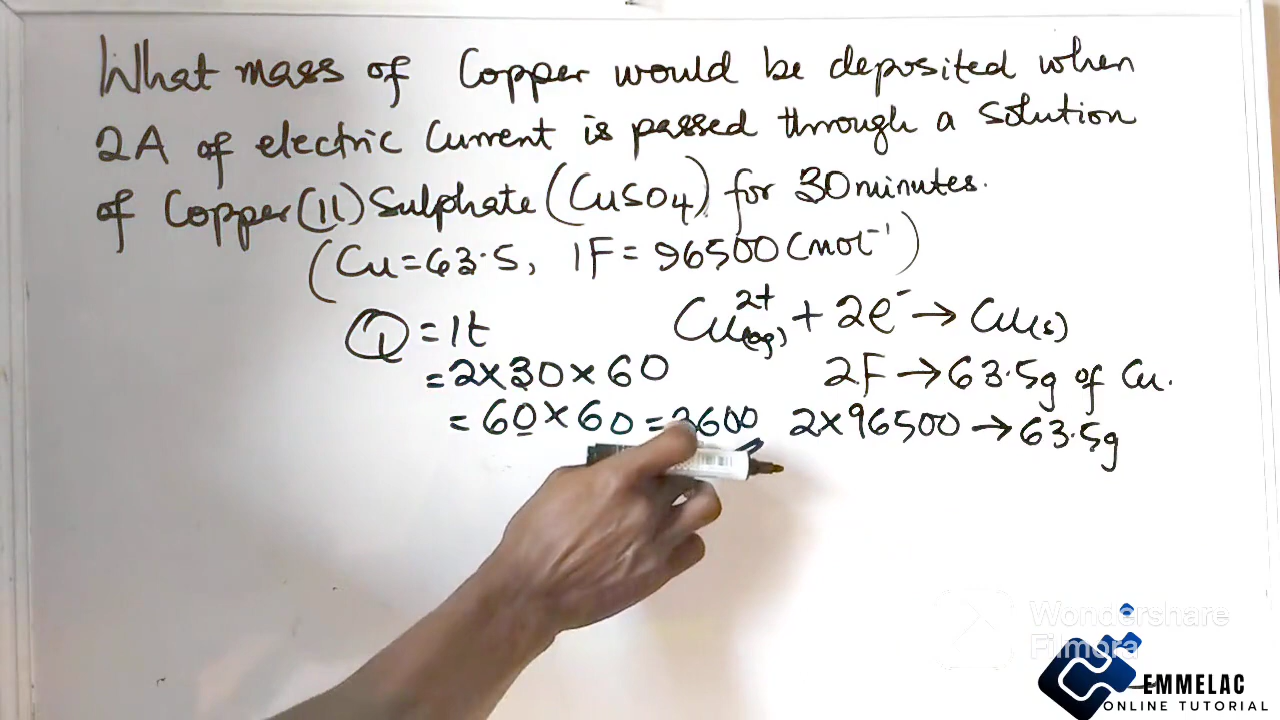 What mass of Copper would be deposited when
2A of electric Current is passed through a Solution
of Copper(II) Sulphate (CuSO4) for 30 minutes.
(Cu=63.5, 1F=96500Cmol⁻¹)
Q=It
=2×30×60
=60×60=3600
Cu²⁺(aq)+2e⁻→Cu(s)
2F→63.5g of Cu.
2×96500→63.5g
Wondershare
Filmora
EMMELAC
ONLINE TUTORIAL